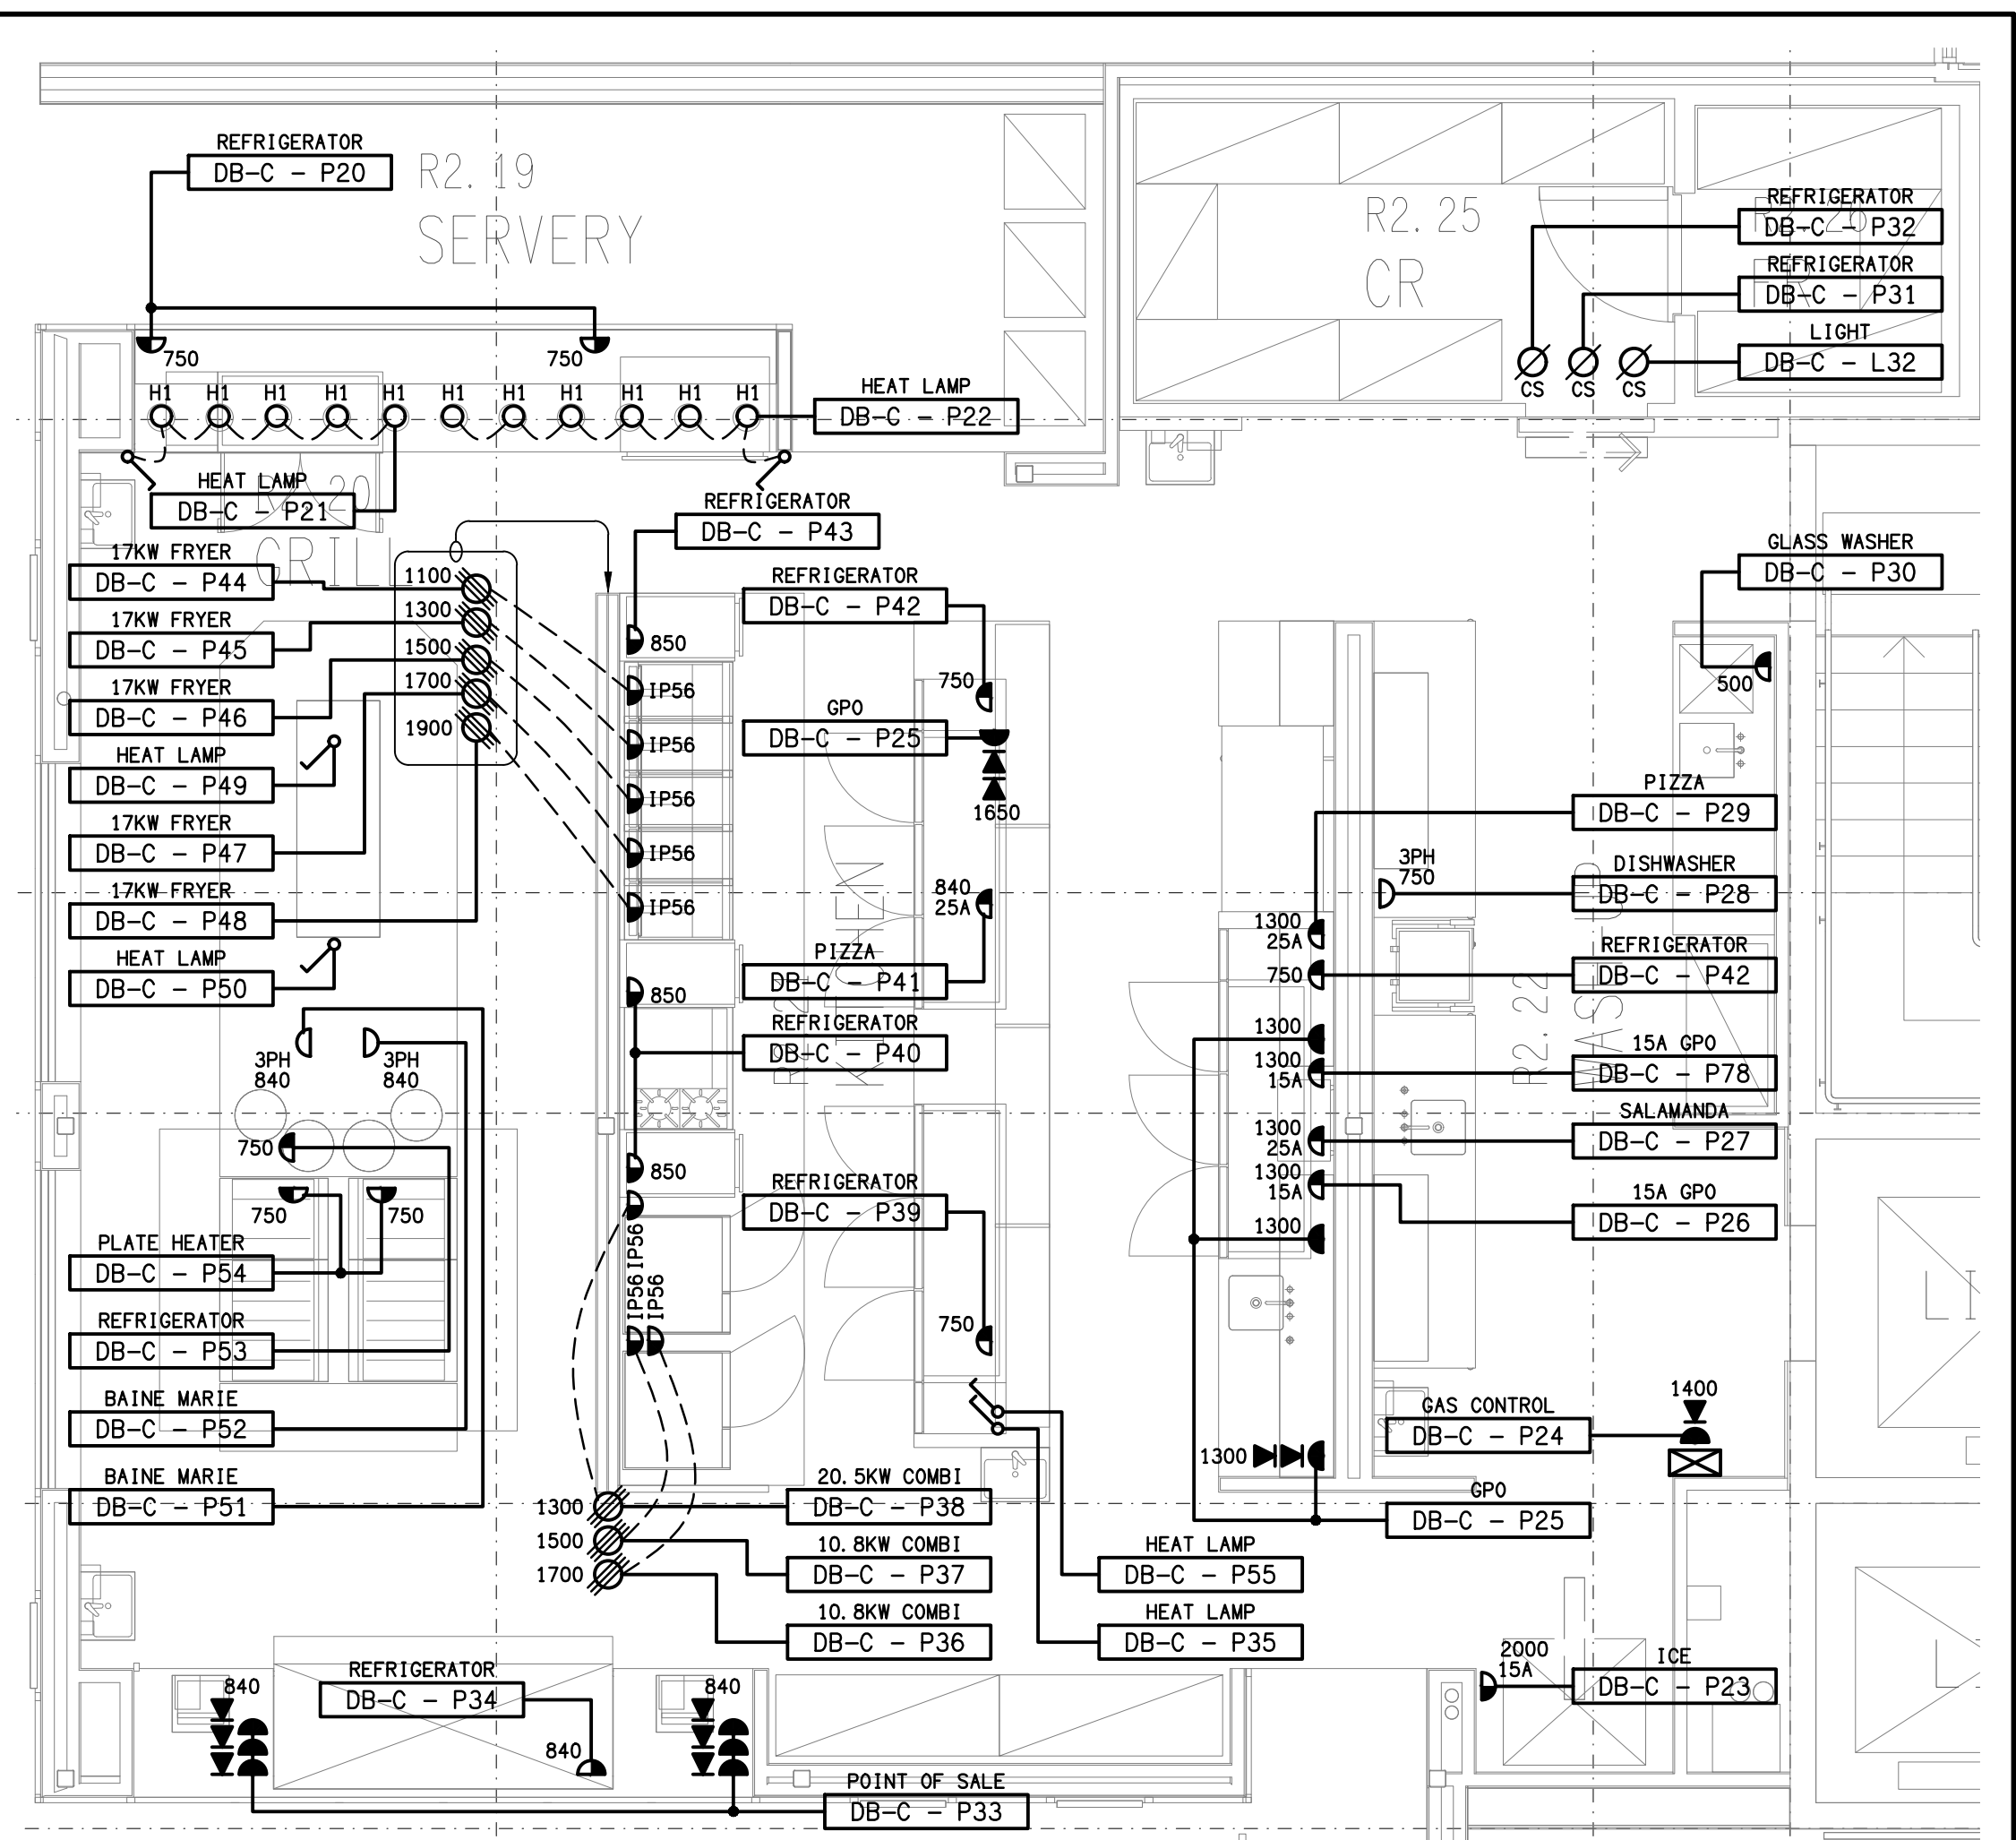 REFRIGERATOR
DB-C - P20
R2.19
SERVERY
R2.25
CR
REFRIGERATOR
DB-C - P32
REFRIGERATOR
DB-C - P31
LIGHT
DB-C - L32
CS
CS
CS
750
750
H1
H1
H1
H1
H1
H1
H1
H1
H1
H1
H1
HEAT LAMP
DB-C - P22
HEAT LAMP
DB-C - P21
R2.20
GRILL
REFRIGERATOR
DB-C - P43
17KW FRYER
DB-C - P44
17KW FRYER
DB-C - P45
17KW FRYER
DB-C - P46
HEAT LAMP
DB-C - P49
17KW FRYER
DB-C - P47
17KW FRYER
DB-C - P48
HEAT LAMP
DB-C - P50
1100
1300
1500
1700
1900
850
IP56
IP56
IP56
IP56
IP56
850
850
REFRIGERATOR
DB-C - P42
750
GPO
DB-C - P25
1650
840
25A
PIZZA
DB-C - P41
REFRIGERATOR
DB-C - P40
KITCHEN
REFRIGERATOR
DB-C - P39
750
GLASS WASHER
DB-C - P30
500
PIZZA
DB-C - P29
3PH
750
DISHWASHER
DB-C - P28
1300
25A
REFRIGERATOR
750
DB-C - P42
R2.22
WASH UP
1300
15A GPO
1300
15A
DB-C - P78
SALAMANDA
1300
25A
DB-C - P27
1300
15A
15A GPO
DB-C - P26
1300
3PH
840
3PH
840
750
750
750
PLATE HEATER
DB-C - P54
REFRIGERATOR
DB-C - P53
BAINE MARIE
DB-C - P52
BAINE MARIE
DB-C - P51
IP56
IP56
IP56
1300
1500
1700
20.5KW COMBI
DB-C - P38
10.8KW COMBI
DB-C - P37
10.8KW COMBI
DB-C - P36
HEAT LAMP
DB-C - P55
HEAT LAMP
DB-C - P35
1300
GAS CONTROL
DB-C - P24
1400
GPO
DB-C - P25
2000
15A
ICE
DB-C - P23
840
REFRIGERATOR
DB-C - P34
840
840
POINT OF SALE
DB-C - P33